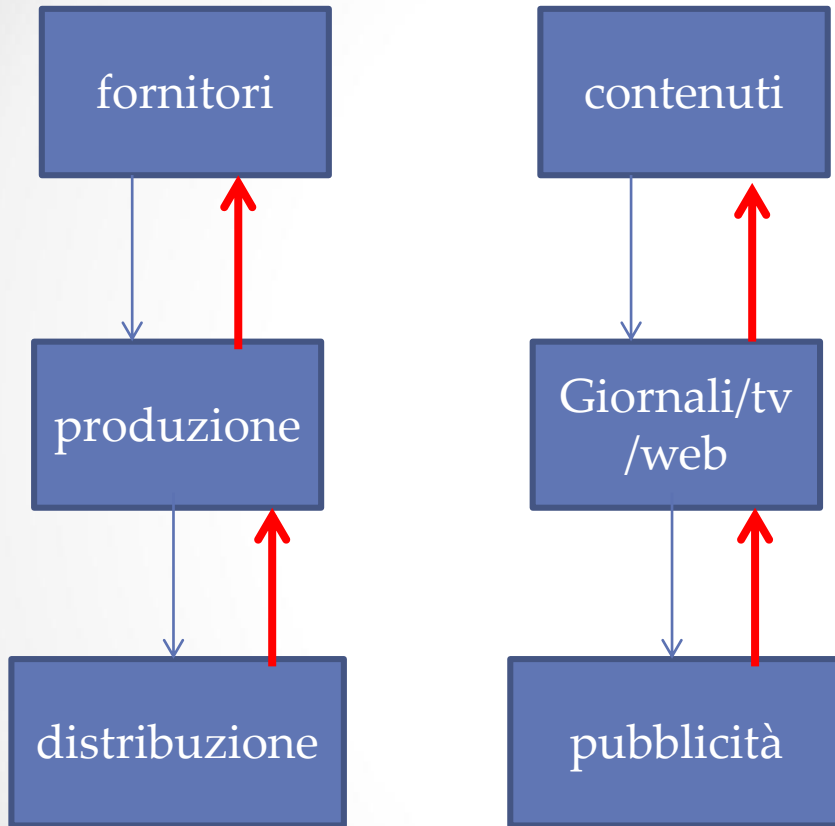 fornitori
contenuti
produzione
Giornali/tv
/web
distribuzione
pubblicità